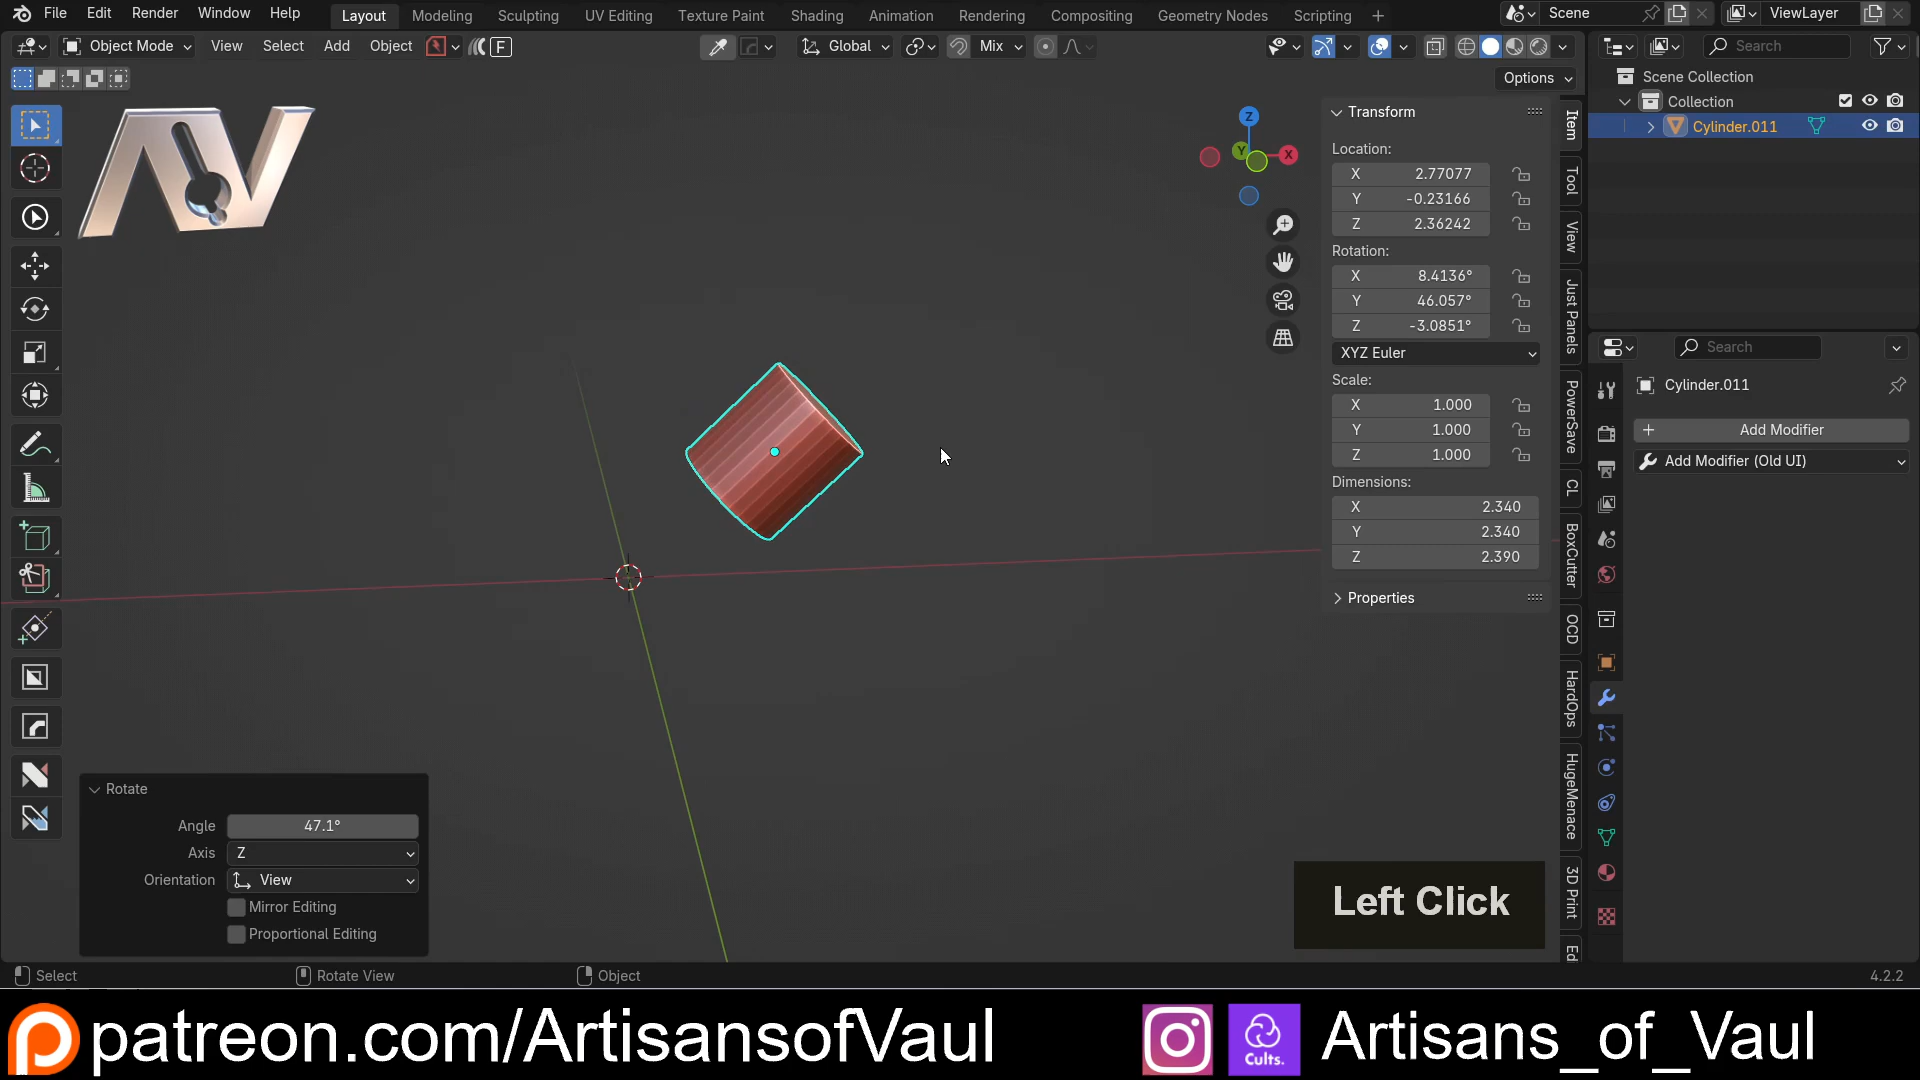 File Edit Render Window Help Layout Modeling Sculpting UV Editing Texture Paint Shading Animation Rendering Compositing Geometry Nodes Scripting + Scene ViewLayer
Object Mode View Select Add Object F Global Mix Search
Options
Scene Collection
Collection
Cylinder.011
Z
Y
X
Transform
Location:
X 2.77077
Y -0.23166
Z 2.36242
Rotation:
X 8.4136°
Y 46.057°
Z -3.0851°
XYZ Euler
Scale:
X 1.000
Y 1.000
Z 1.000
Dimensions:
X 2.340
Y 2.340
Z 2.390
Properties
Item
Tool
View
Just Panels
PowerSave
CL
BoxCutter
OCD
HardOps
HugeMenace
3D Print
Ed
Search
Cylinder.011
Add Modifier
Add Modifier (Old UI)
Rotate
Angle 47.1°
Axis Z
Orientation View
Mirror Editing
Proportional Editing
Left Click
Select Rotate View Object 4.2.2
patreon.com/ArtisansofVaul
Cults.
Artisans_of_Vaul